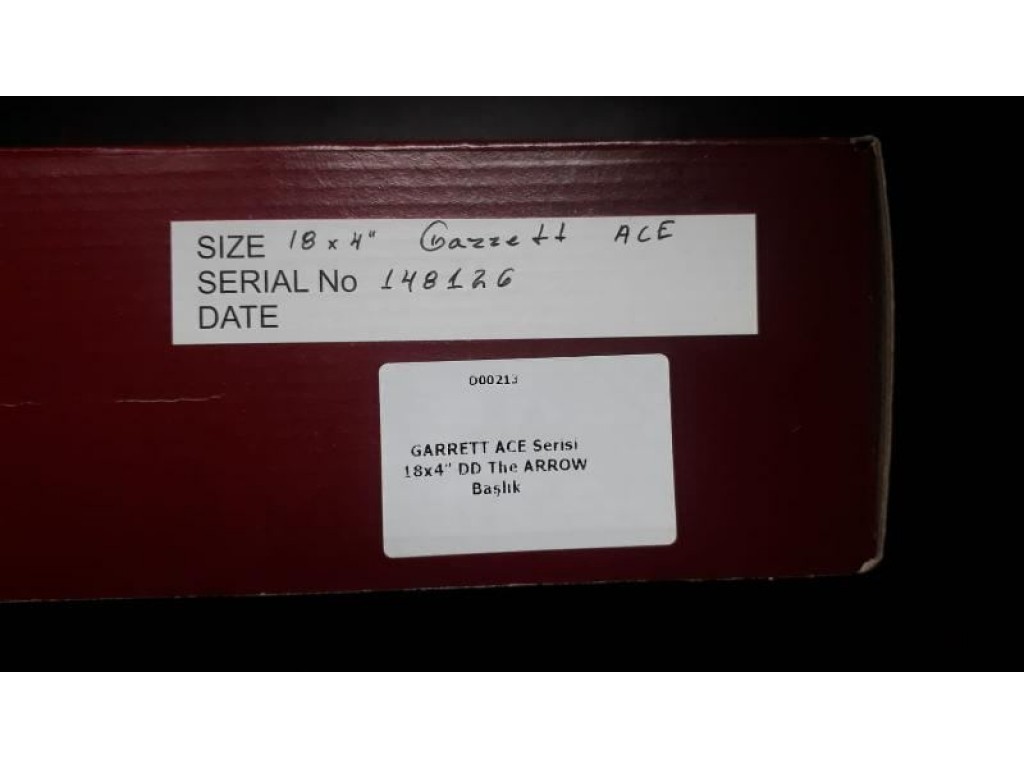 SIZE 18 x 4" Garrett ACE
SERIAL No 148126
DATE
000213
GARRETT ACE Serisi
18x4" DD The ARROW
Başlık